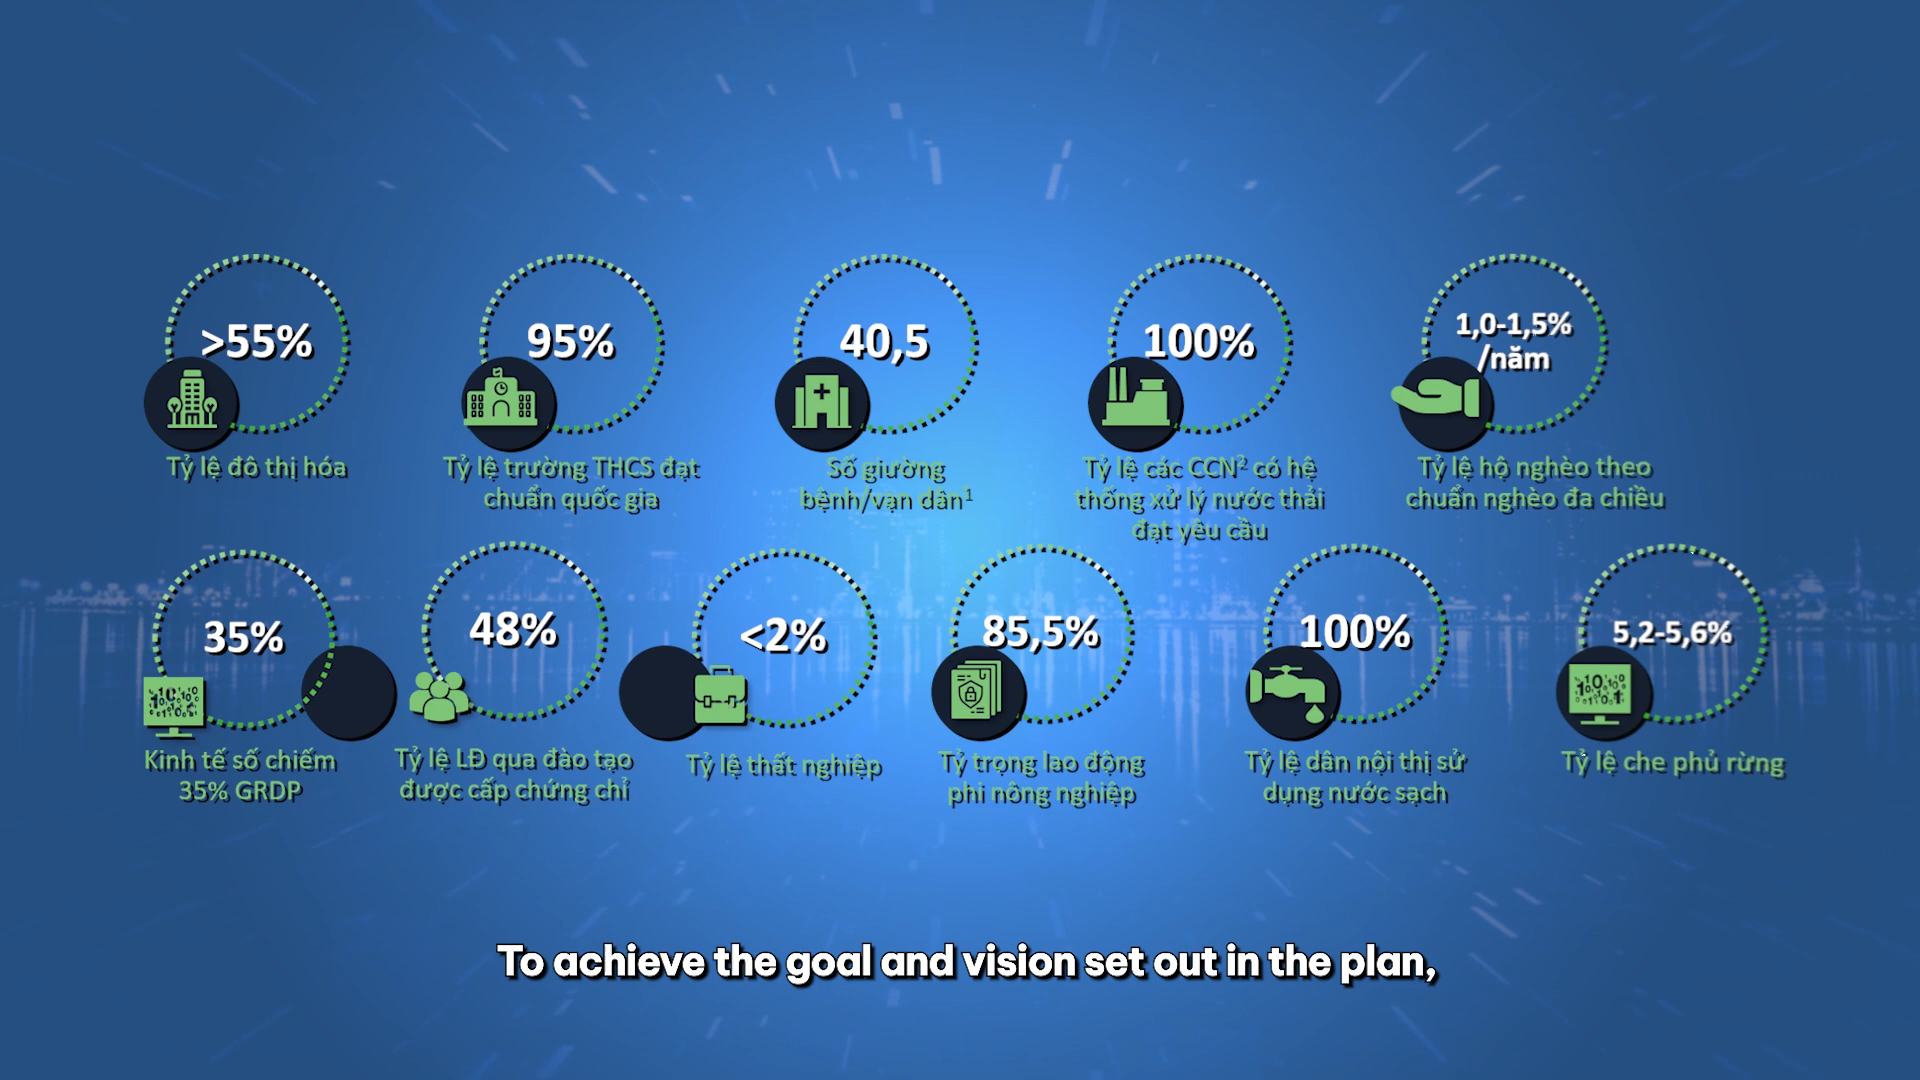 >55%
Tỷ lệ đô thị hóa
95%
Tỷ lệ trường THCS đạt
chuẩn quốc gia
40,5
Số giường
bệnh/vạn dân¹
100%
Tỷ lệ các CCN² có hệ
thống xử lý nước thải
đạt yêu cầu
1,0-1,5%
/năm
Tỷ lệ hộ nghèo theo
chuẩn nghèo đa chiều
35%
Kinh tế số chiếm
35% GRDP
48%
Tỷ lệ LĐ qua đào tạo
được cấp chứng chỉ
<2%
Tỷ lệ thất nghiệp
85,5%
Tỷ trọng lao động
phi nông nghiệp
100%
Tỷ lệ dân nội thị sử
dụng nước sạch
5,2-5,6%
Tỷ lệ che phủ rừng
To achieve the goal and vision set out in the plan,